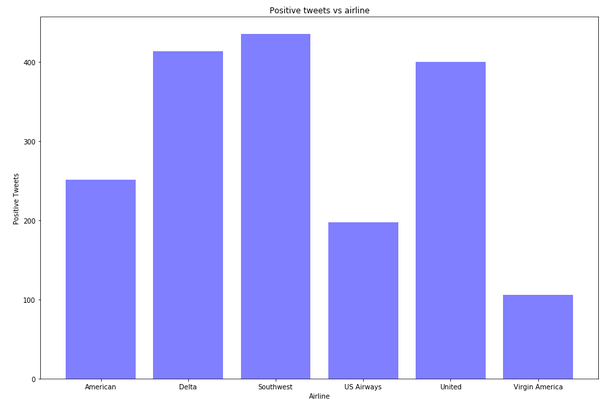 Positive tweets vs airline
Positive Tweets
400
300
200
100
0
American Delta Southwest US Airways United Virgin America
Airline